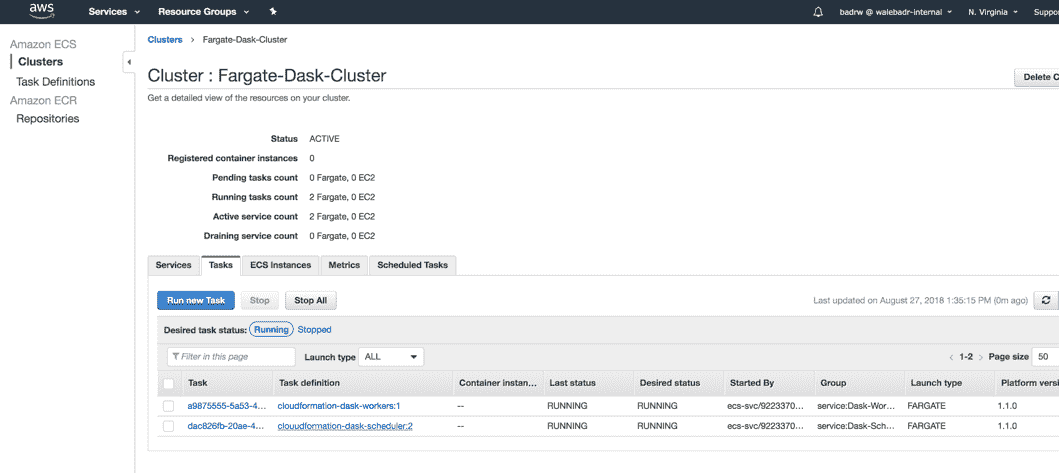 aws Services Resource Groups badrw @ walebadr-internal N. Virginia Suppo
Amazon ECS
Clusters
Task Definitions
Amazon ECR
Repositories
Clusters > Fargate-Dask-Cluster
Cluster : Fargate-Dask-Cluster
Delete C
Get a detailed view of the resources on your cluster.
Status ACTIVE
Registered container instances 0
Pending tasks count 0 Fargate, 0 EC2
Running tasks count 2 Fargate, 0 EC2
Active service count 2 Fargate, 0 EC2
Draining service count 0 Fargate, 0 EC2
Services Tasks ECS Instances Metrics Scheduled Tasks
Run new Task Stop Stop All Last updated on August 27, 2018 1:35:15 PM (0m ago)
Desired task status: Running Stopped
Filter in this page Launch type ALL < 1-2 > Page size 50
Task Task definition Container instan... Last status Desired status Started By Group Launch type Platform versi
a9875555-5a53-4... cloudformation-dask-workers:1 -- RUNNING RUNNING ecs-svc/9223370... service:Dask-Wor... FARGATE 1.1.0
dac826fb-20ae-4... clouudformation-dask-scheduler:2 -- RUNNING RUNNING ecs-svc/9223370... service:Dask-Sch... FARGATE 1.1.0